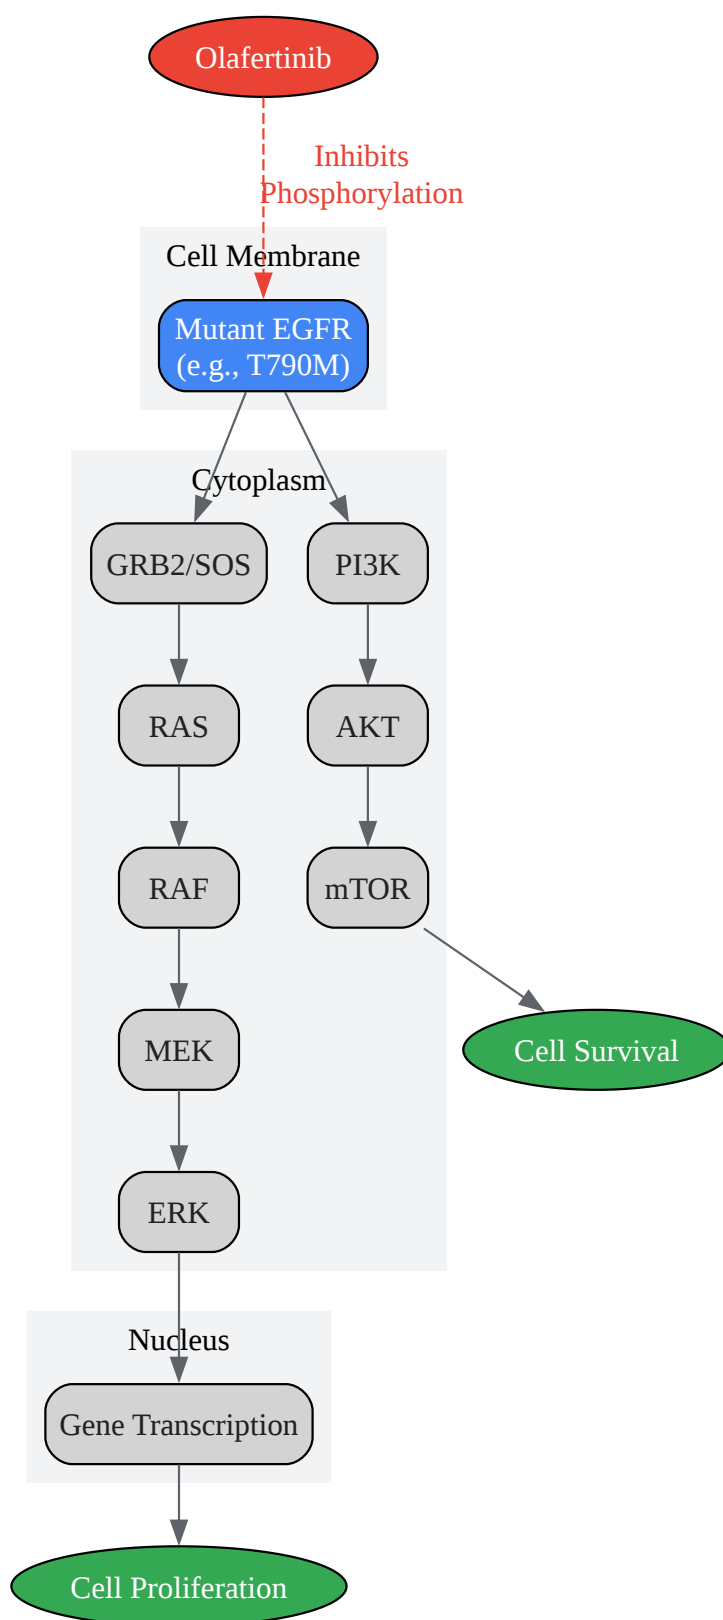 Olafertinib
Inhibits
Phosphorylation
Cell Membrane
Mutant EGFR
(e.g., T790M)
Cytoplasm
GRB2/SOS
PI3K
RAS
AKT
RAF
mTOR
MEK
Cell Survival
ERK
Nucleus
Gene Transcription
Cell Proliferation